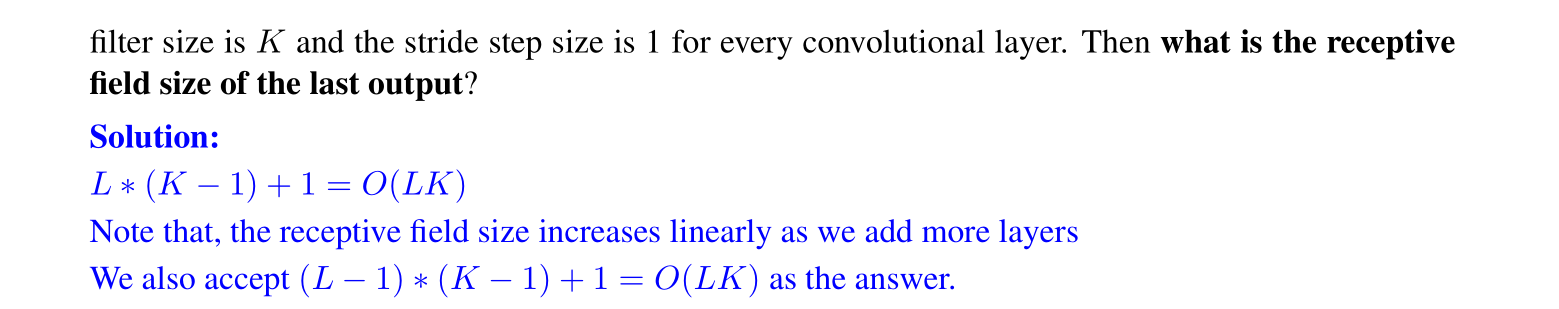 filter size is K and the stride step size is 1 for every convolutional layer. Then what is the receptive
field size of the last output?
Solution:
L ∗ (K − 1) + 1 = O(LK)
Note that, the receptive field size increases linearly as we add more layers
We also accept (L − 1) ∗ (K − 1) + 1 = O(LK) as the answer.